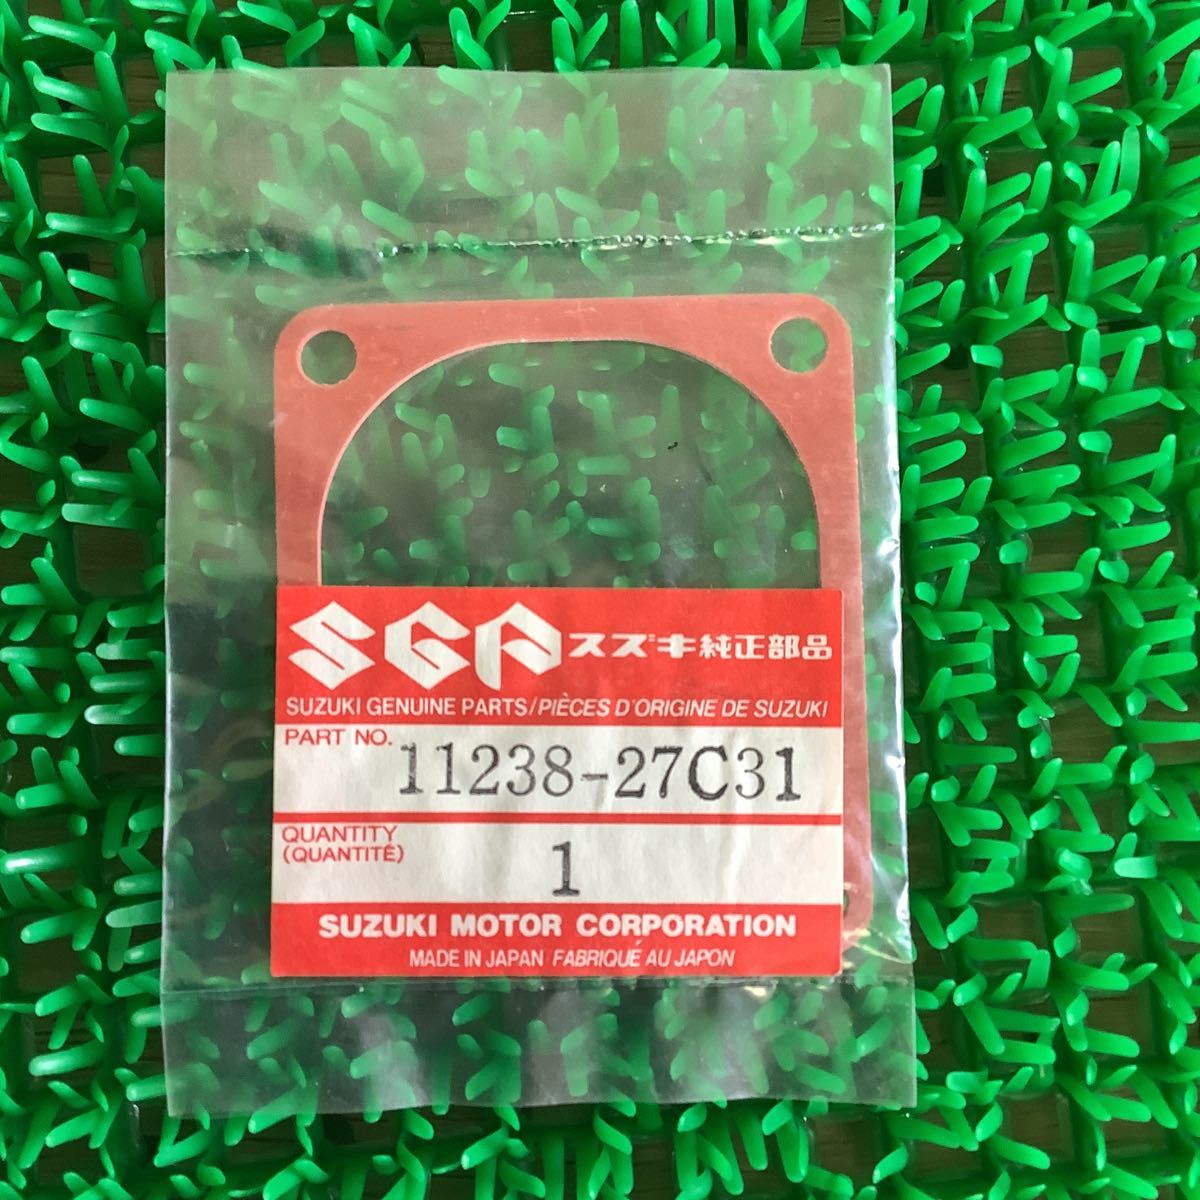 SGP スズキ純正部品
SUZUKI GENUINE PARTS/PIÈCES D'ORIGINE DE SUZUKI
PART NO. 11238-27C31
QUANTITY
(QUANTITÉ) 1
SUZUKI MOTOR CORPORATION
MADE IN JAPAN FABRIQUÉ AU JAPON